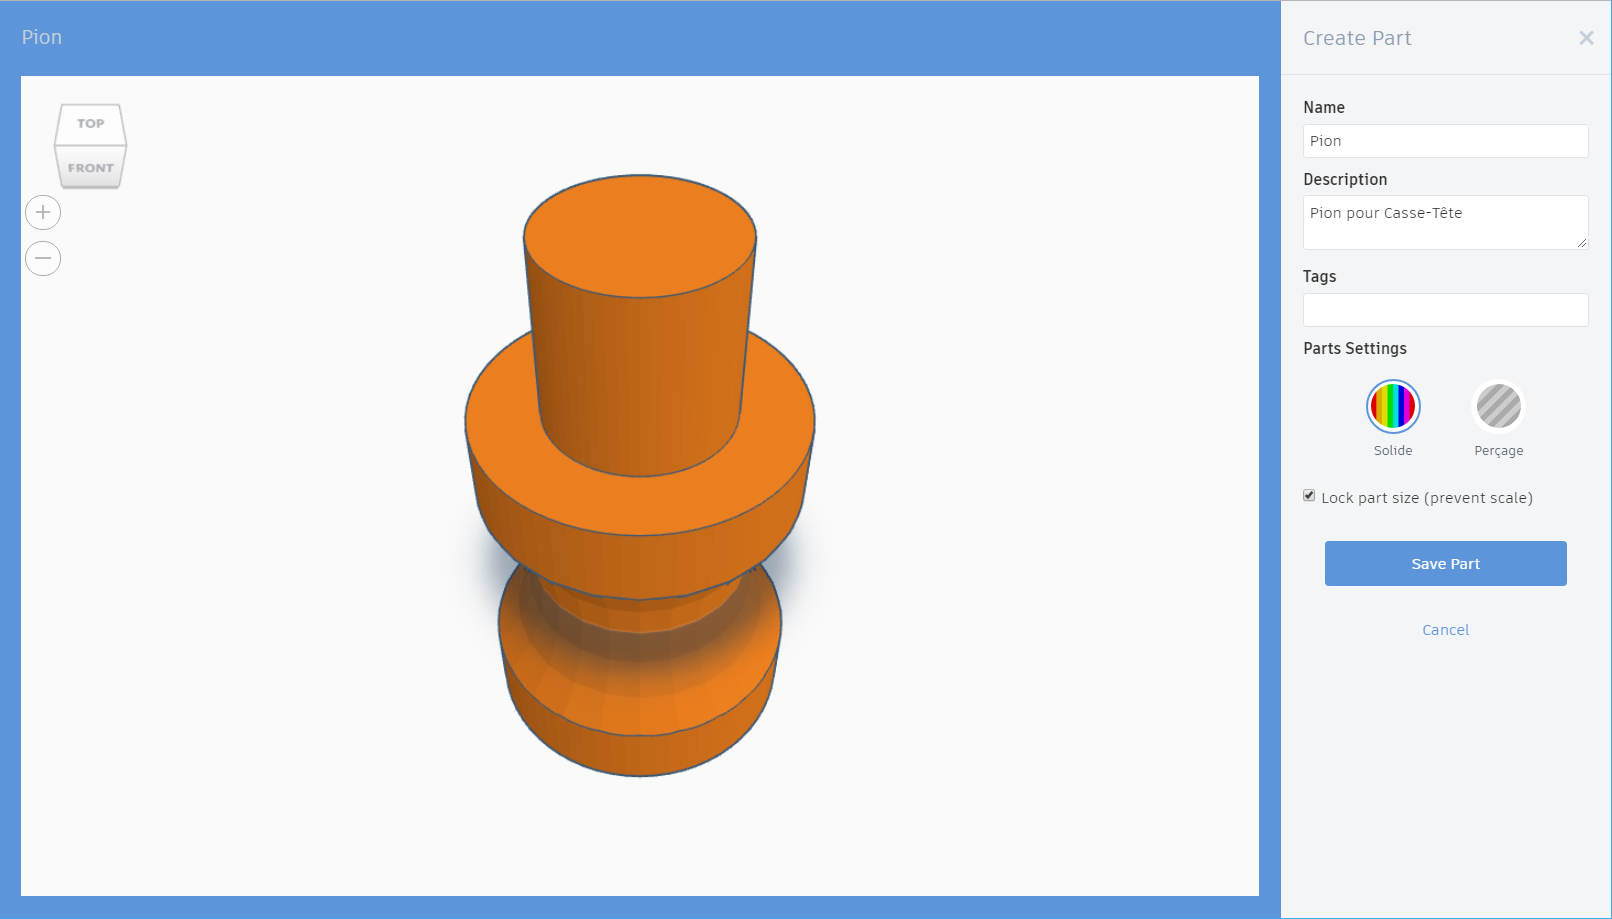 Pion
TOP
FRONT
Create Part
Name
Pion
Description
Pion pour Casse-Tête
Tags
Parts Settings
Solide
Perçage
Lock part size (prevent scale)
Save Part
Cancel